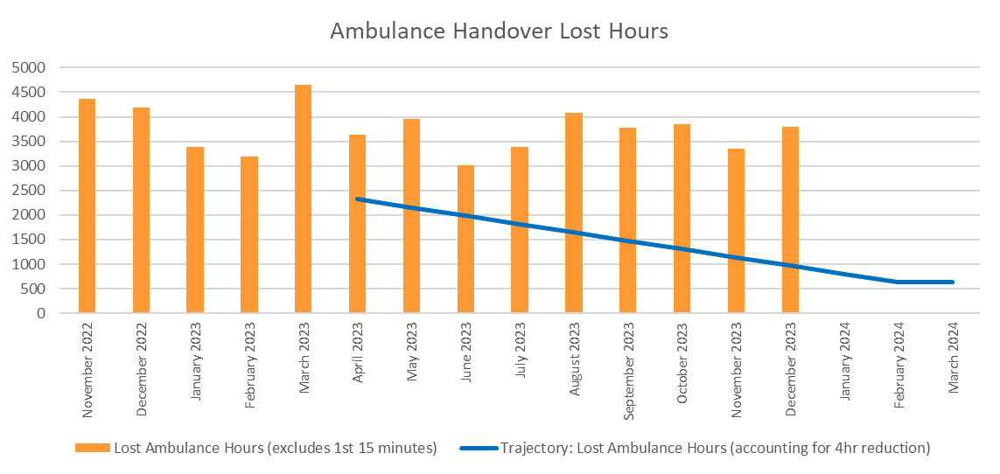 Ambulance Handover Lost Hours
5000
4500
4000
3500
3000
2500
2000
1500
1000
500
0
November 2022
December 2022
January 2023
February 2023
March 2023
April 2023
May 2023
June 2023
July 2023
August 2023
September 2023
October 2023
November 2023
December 2023
January 2024
February 2024
March 2024
Lost Ambulance Hours (excludes 1st 15 minutes)
Trajectory: Lost Ambulance Hours (accounting for 4hr reduction)